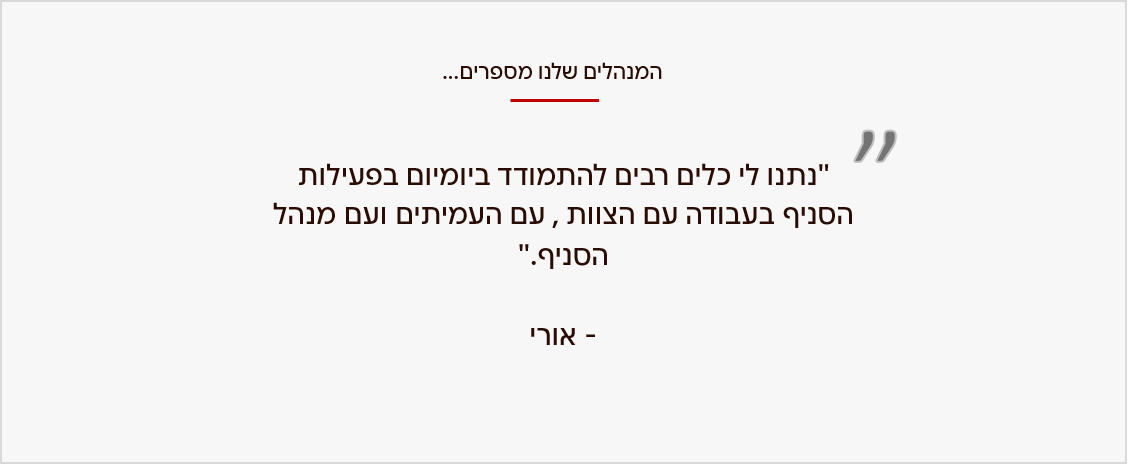 המנהלים שלנו מספרים...
"נתנו לי כלים רבים להתמודד ביומיום בפעילות
הסניף בעבודה עם הצוות , עם העמיתים ועם מנהל
הסניף."
- אורי